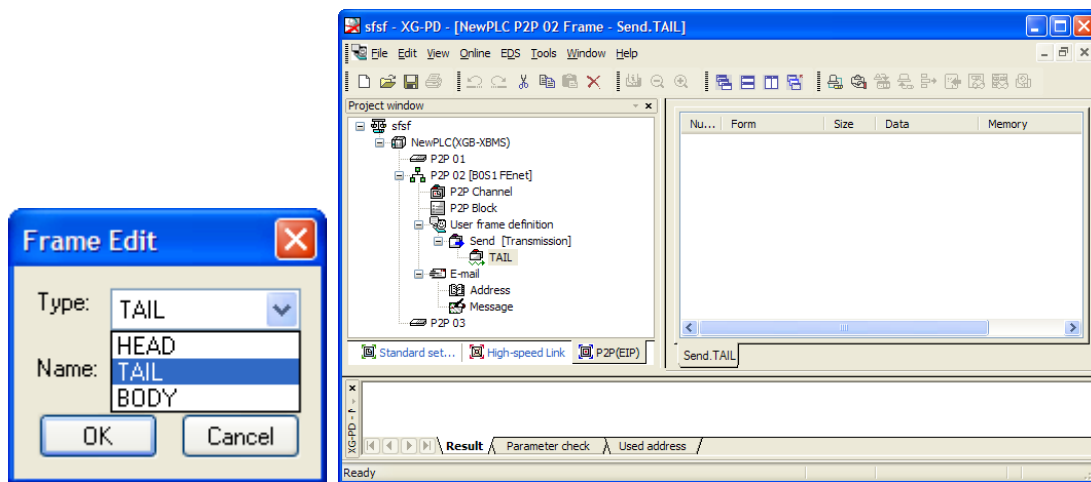 Frame Edit
Type:
TAIL
HEAD
TAIL
BODY
Name:
OK
Cancel
sfsf - XG-PD - [NewPLC P2P 02 Frame - Send.TAIL]
File Edit View Online EDS Tools Window Help
Project window
sfsf
NewPLC(XGB-XBMS)
P2P 01
P2P 02 [B0S1 FEnet]
P2P Channel
P2P Block
User frame definition
Send [Transmission]
TAIL
E-mail
Address
Message
P2P 03
Standard set... High-speed Link P2P(EIP)
Nu... Form Size Data Memory
Send.TAIL
Result Parameter check Used address
Ready